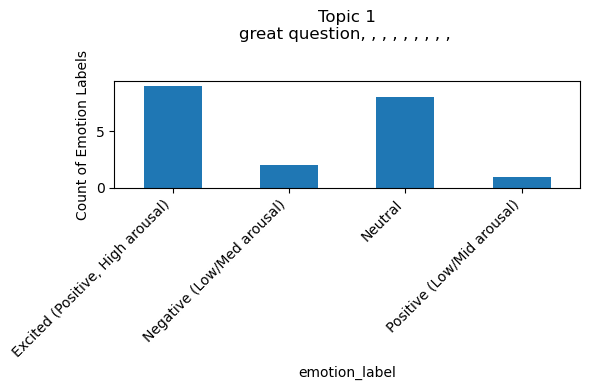 Topic 1
great question, , , , , , , , ,
Count of Emotion Labels
5
0
Excited (Positive, High arousal)
Negative (Low/Med arousal)
Neutral
Positive (Low/Mid arousal)
emotion_label